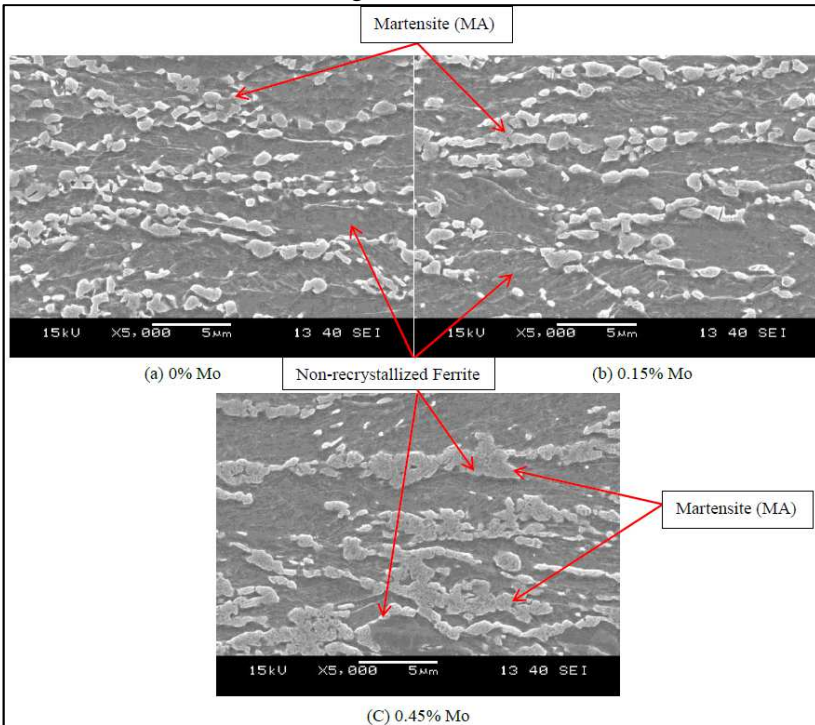 Martensite (MA)
15kU X5,000 5µm 13 40 SEI
15kU X5,000 5µm 13 40 SEI
(a) 0% Mo
Non-recrystallized Ferrite
(b) 0.15% Mo
Martensite (MA)
15kU X5,000 5µm 13 40 SEI
(C) 0.45% Mo